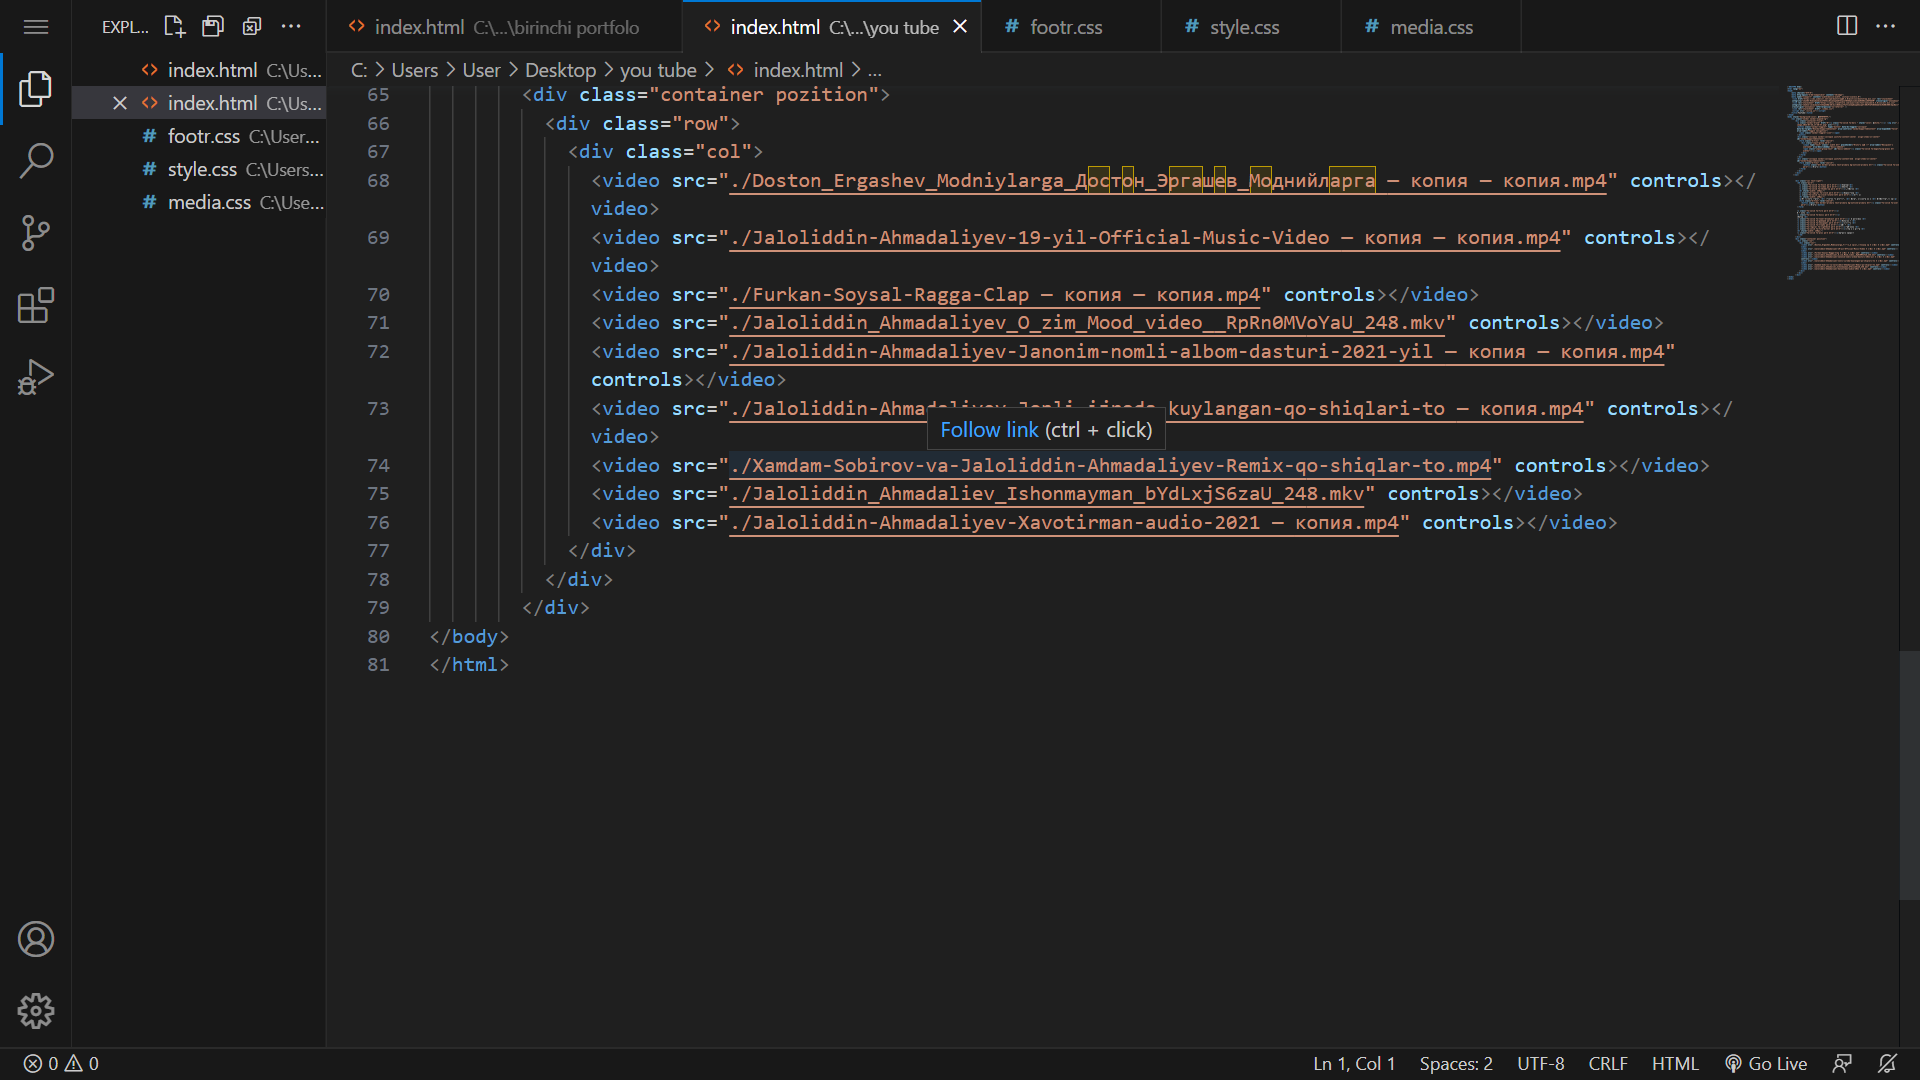 EXPL...
index.html C:\Us...
index.html C:\Us...
footr.css C:\User...
style.css C:\Users...
media.css C:\Use...
index.html C:\...\birinchi portfolo
index.html C:\...\you tube
footr.css
style.css
media.css
C: > Users > User > Desktop > you tube > index.html > ...
65 <div class="container pozition">
66 <div class="row">
67 <div class="col">
68 <video src="./Doston_Ergashev_Modniylarga_Достон_Эргашев_Моднийларга — копия — копия.mp4" controls></
video>
69 <video src="./Jaloliddin-Ahmadaliyev-19-yil-Official-Music-Video — копия — копия.mp4" controls></
video>
70 <video src="./Furkan-Soysal-Ragga-Clap — копия — копия.mp4" controls></video>
71 <video src="./Jaloliddin_Ahmadaliyev_O_zim_Mood_video__RpRn0MVoYaU_248.mkv" controls></video>
72 <video src="./Jaloliddin-Ahmadaliyev-Janonim-nomli-albom-dasturi-2021-yil — копия — копия.mp4"
controls></video>
73 <video src="./Jaloliddin-Ahma kuylangan-qo-shiqlari-to — копия.mp4" controls></
video>
Follow link (ctrl + click)
74 <video src="./Xamdam-Sobirov-va-Jaloliddin-Ahmadaliyev-Remix-qo-shiqlar-to.mp4" controls></video>
75 <video src="./Jaloliddin_Ahmadaliev_Ishonmayman_bYdLxjS6zaU_248.mkv" controls></video>
76 <video src="./Jaloliddin-Ahmadaliyev-Xavotirman-audio-2021 — копия.mp4" controls></video>
77 </div>
78 </div>
79 </div>
80 </body>
81 </html>
0 0
Ln 1, Col 1 Spaces: 2 UTF-8 CRLF HTML Go Live